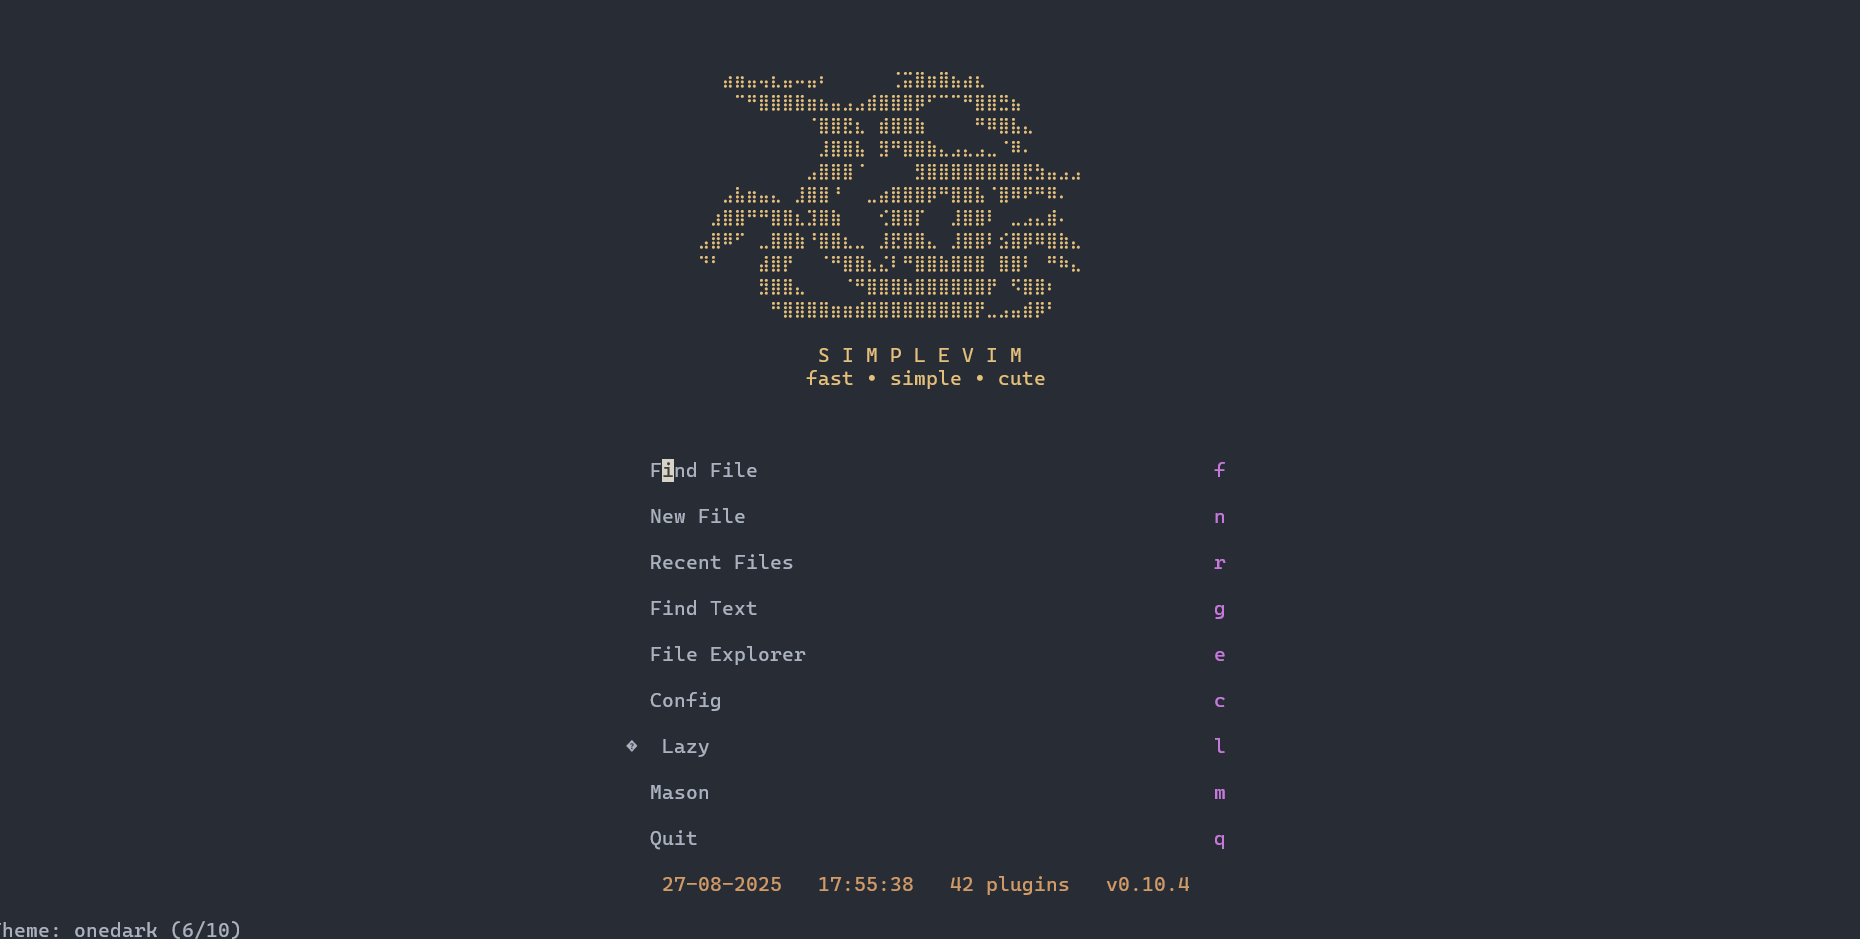 S I M P L E V I M
fast • simple • cute
Find File f
New File n
Recent Files r
Find Text g
File Explorer e
Config c
� Lazy l
Mason m
Quit q
27-08-2025 17:55:38 42 plugins v0.10.4
heme: onedark (6/10)